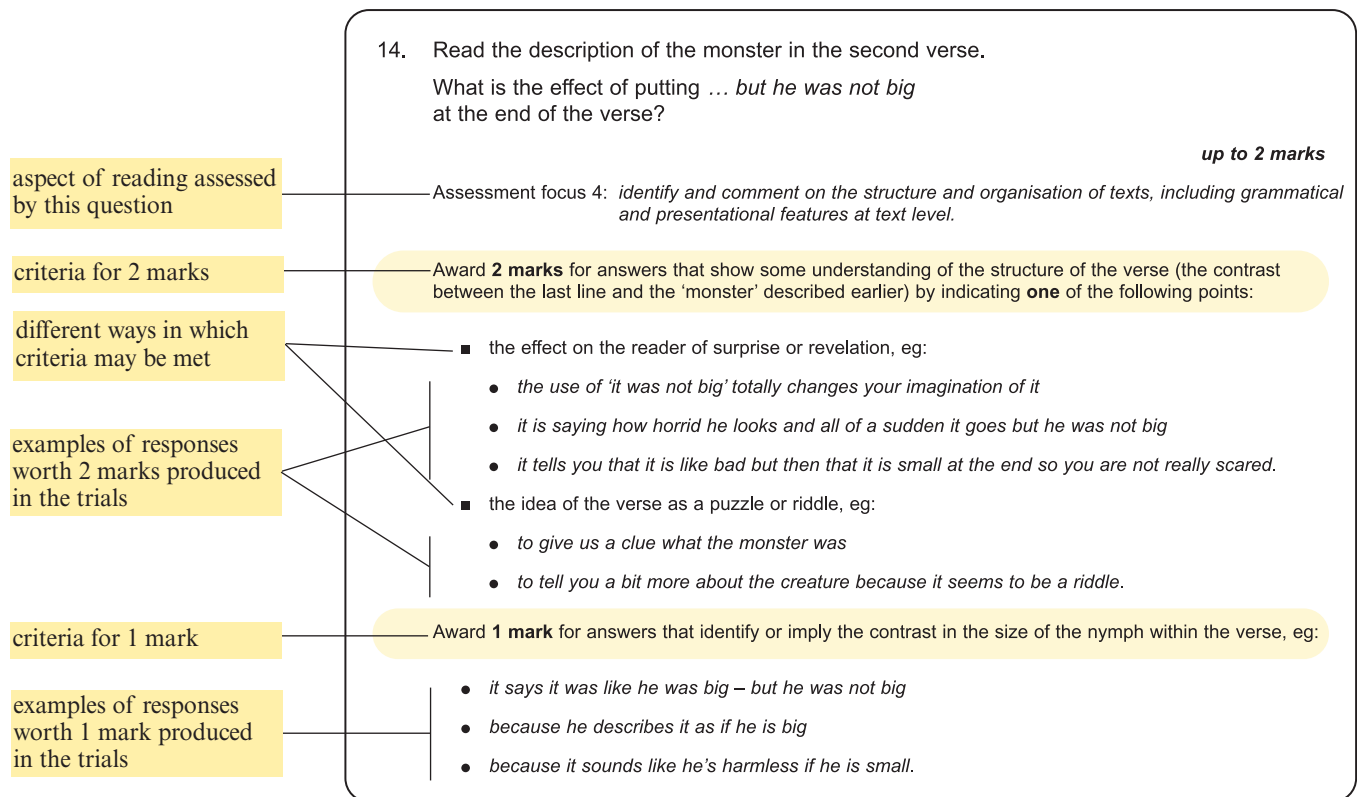 14. Read the description of the monster in the second verse.
What is the effect of putting … but he was not big
at the end of the verse?
up to 2 marks
aspect of reading assessed
by this question
Assessment focus 4: identify and comment on the structure and organisation of texts, including grammatical
and presentational features at text level.
criteria for 2 marks
Award 2 marks for answers that show some understanding of the structure of the verse (the contrast
between the last line and the ‘monster’ described earlier) by indicating one of the following points:
different ways in which
criteria may be met
■ the effect on the reader of surprise or revelation, eg:
● the use of ‘it was not big’ totally changes your imagination of it
● it is saying how horrid he looks and all of a sudden it goes but he was not big
● it tells you that it is like bad but then that it is small at the end so you are not really scared.
examples of responses
worth 2 marks produced
in the trials
■ the idea of the verse as a puzzle or riddle, eg:
● to give us a clue what the monster was
● to tell you a bit more about the creature because it seems to be a riddle.
criteria for 1 mark
Award 1 mark for answers that identify or imply the contrast in the size of the nymph within the verse, eg:
examples of responses
worth 1 mark produced
in the trials
● it says it was like he was big – but he was not big
● because he describes it as if he is big
● because it sounds like he’s harmless if he is small.